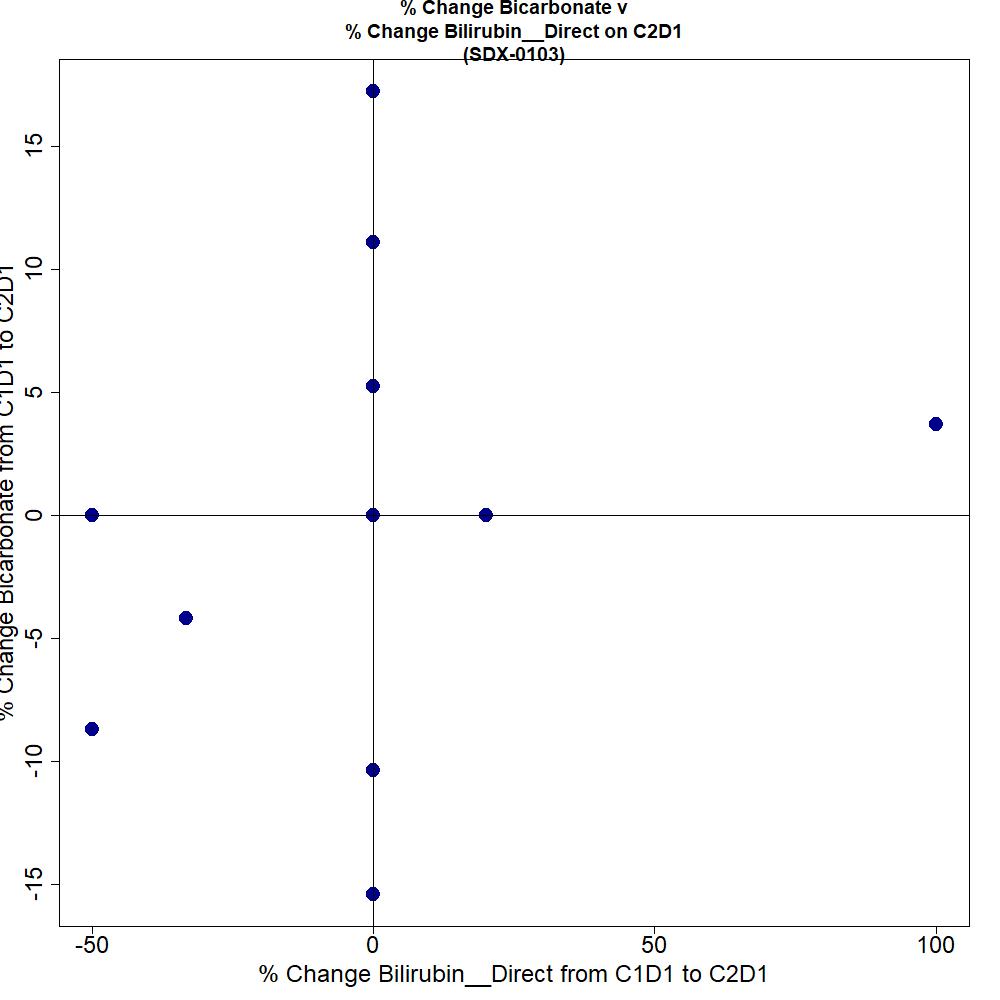 % Change Bicarbonate v
% Change Bilirubin__Direct on C2D1
(SDX-0103)
% Change Bicarbonate from C1D1 to C2D1
15
10
5
0
-5
-10
-15
-50
0
50
100
% Change Bilirubin__Direct from C1D1 to C2D1